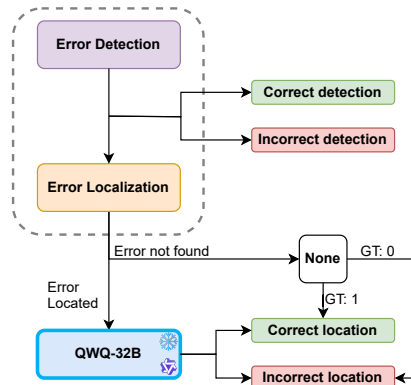 Error Detection
Correct detection
Incorrect detection
Error Localization
Error not found
None
GT: 0
Error
Located
GT: 1
QWQ-32B
Correct location
Incorrect location